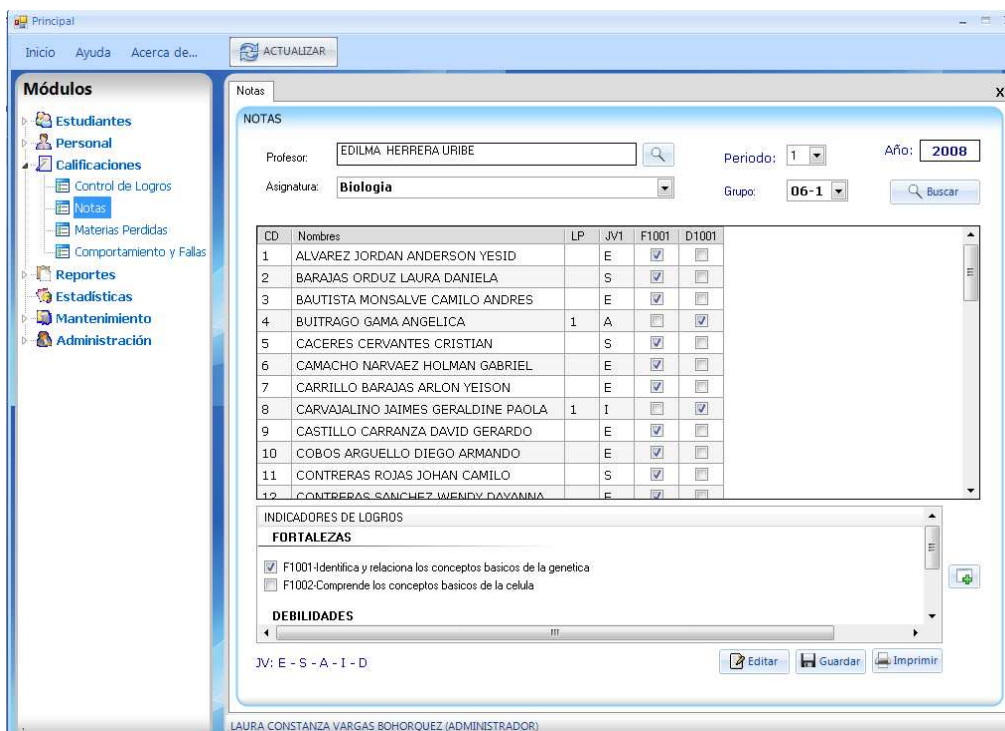 Principal
Inicio Ayuda Acerca de... ACTUALIZAR
Módulos
Estudiantes
Personal
Calificaciones
Control de Logros
Notas
Materias Perdidas
Comportamiento y Fallas
Reportes
Estadísticas
Mantenimiento
Administración
Notas X
NOTAS
Profesor: EDILMA HERRERA URIBE Periodo: 1 Año: 2008
Asignatura: Biologia Grupo: 06-1 Buscar
CD Nombres LP JV1 F1001 D1001
1 ALVAREZ JORDAN ANDERSON YESID E
2 BARAJAS ORDUZ LAURA DANIELA S
3 BAUTISTA MONSALVE CAMILO ANDRES E
4 BUITRAGO GAMA ANGELICA 1 A
5 CACERES CERVANTES CRISTIAN S
6 CAMACHO NARVAEZ HOLMAN GABRIEL E
7 CARRILLO BARAJAS ARLON YEISON E
8 CARVAJALINO JAIMES GERALDINE PAOLA 1 I
9 CASTILLO CARRANZA DAVID GERARDO E
10 COBOS ARGUELLO DIEGO ARMANDO E
11 CONTRERAS ROJAS JOHAN CAMILO S
12 CONTRERAS SANCHEZ WENDY DAYANNA E
INDICADORES DE LOGROS
FORTALEZAS
F1001-Identifica y relaciona los conceptos basicos de la genetica
F1002-Comprende los conceptos basicos de la celula
DEBILIDADES
JV: E - S - A - I - D Editar Guardar Imprimir
LAURA CONSTANZA VARGAS BOHORQUEZ (ADMINISTRADOR)